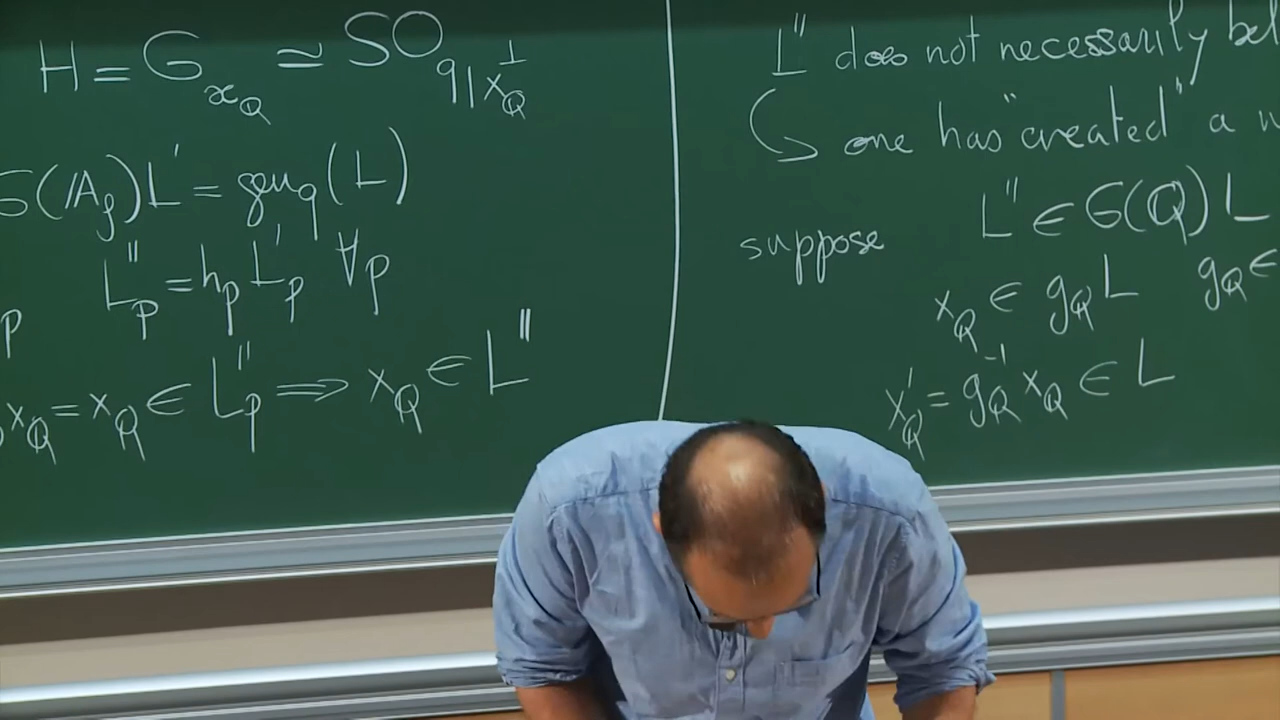 H = G_{x_Q} ≃ SO_{q|x_Q^⊥}
G(𝔸_f)L' = gen_q(L)
L''_p = h_p L'_p ∀p
p
x_Q = x_Q ∈ L''_p ⟹ x_Q ∈ L''
L'' does not necessarily bel
one has "created" a
suppose L'' ∈ G(Q)L
x_Q ∈ g_Q L g_Q ∈
x'_Q = g_Q^{-1} x_Q ∈ L